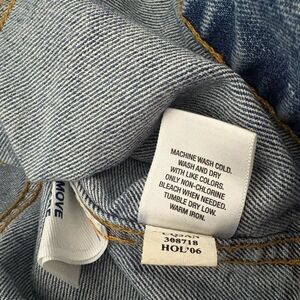 MACHINE WASH COLD.
WASH AND DRY
WITH LIKE COLORS.
ONLY NON-CHLORINE
BLEACH WHEN NEEDED.
TUMBLE DRY LOW.
WARM IRON.
308718
HOL'06